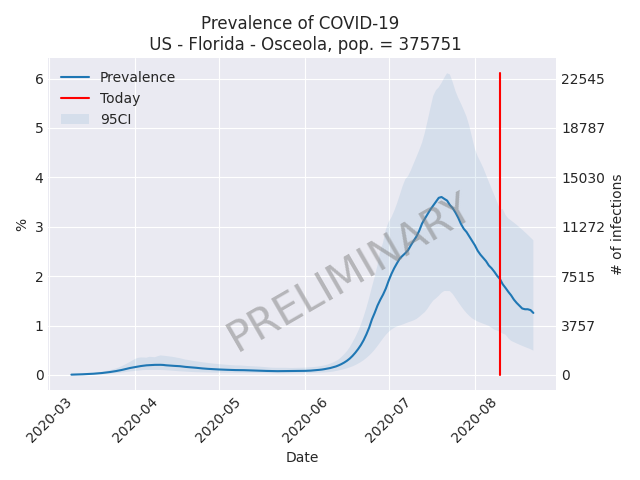 Prevalence of COVID-19
US - Florida - Osceola, pop. = 375751
Prevalence
Today
95CI
6
5
4
3
2
1
0
%
22545
18787
15030
11272
7515
3757
0
# of infections
PRELIMINARY
2020-03
2020-04
2020-05
2020-06
2020-07
2020-08
Date